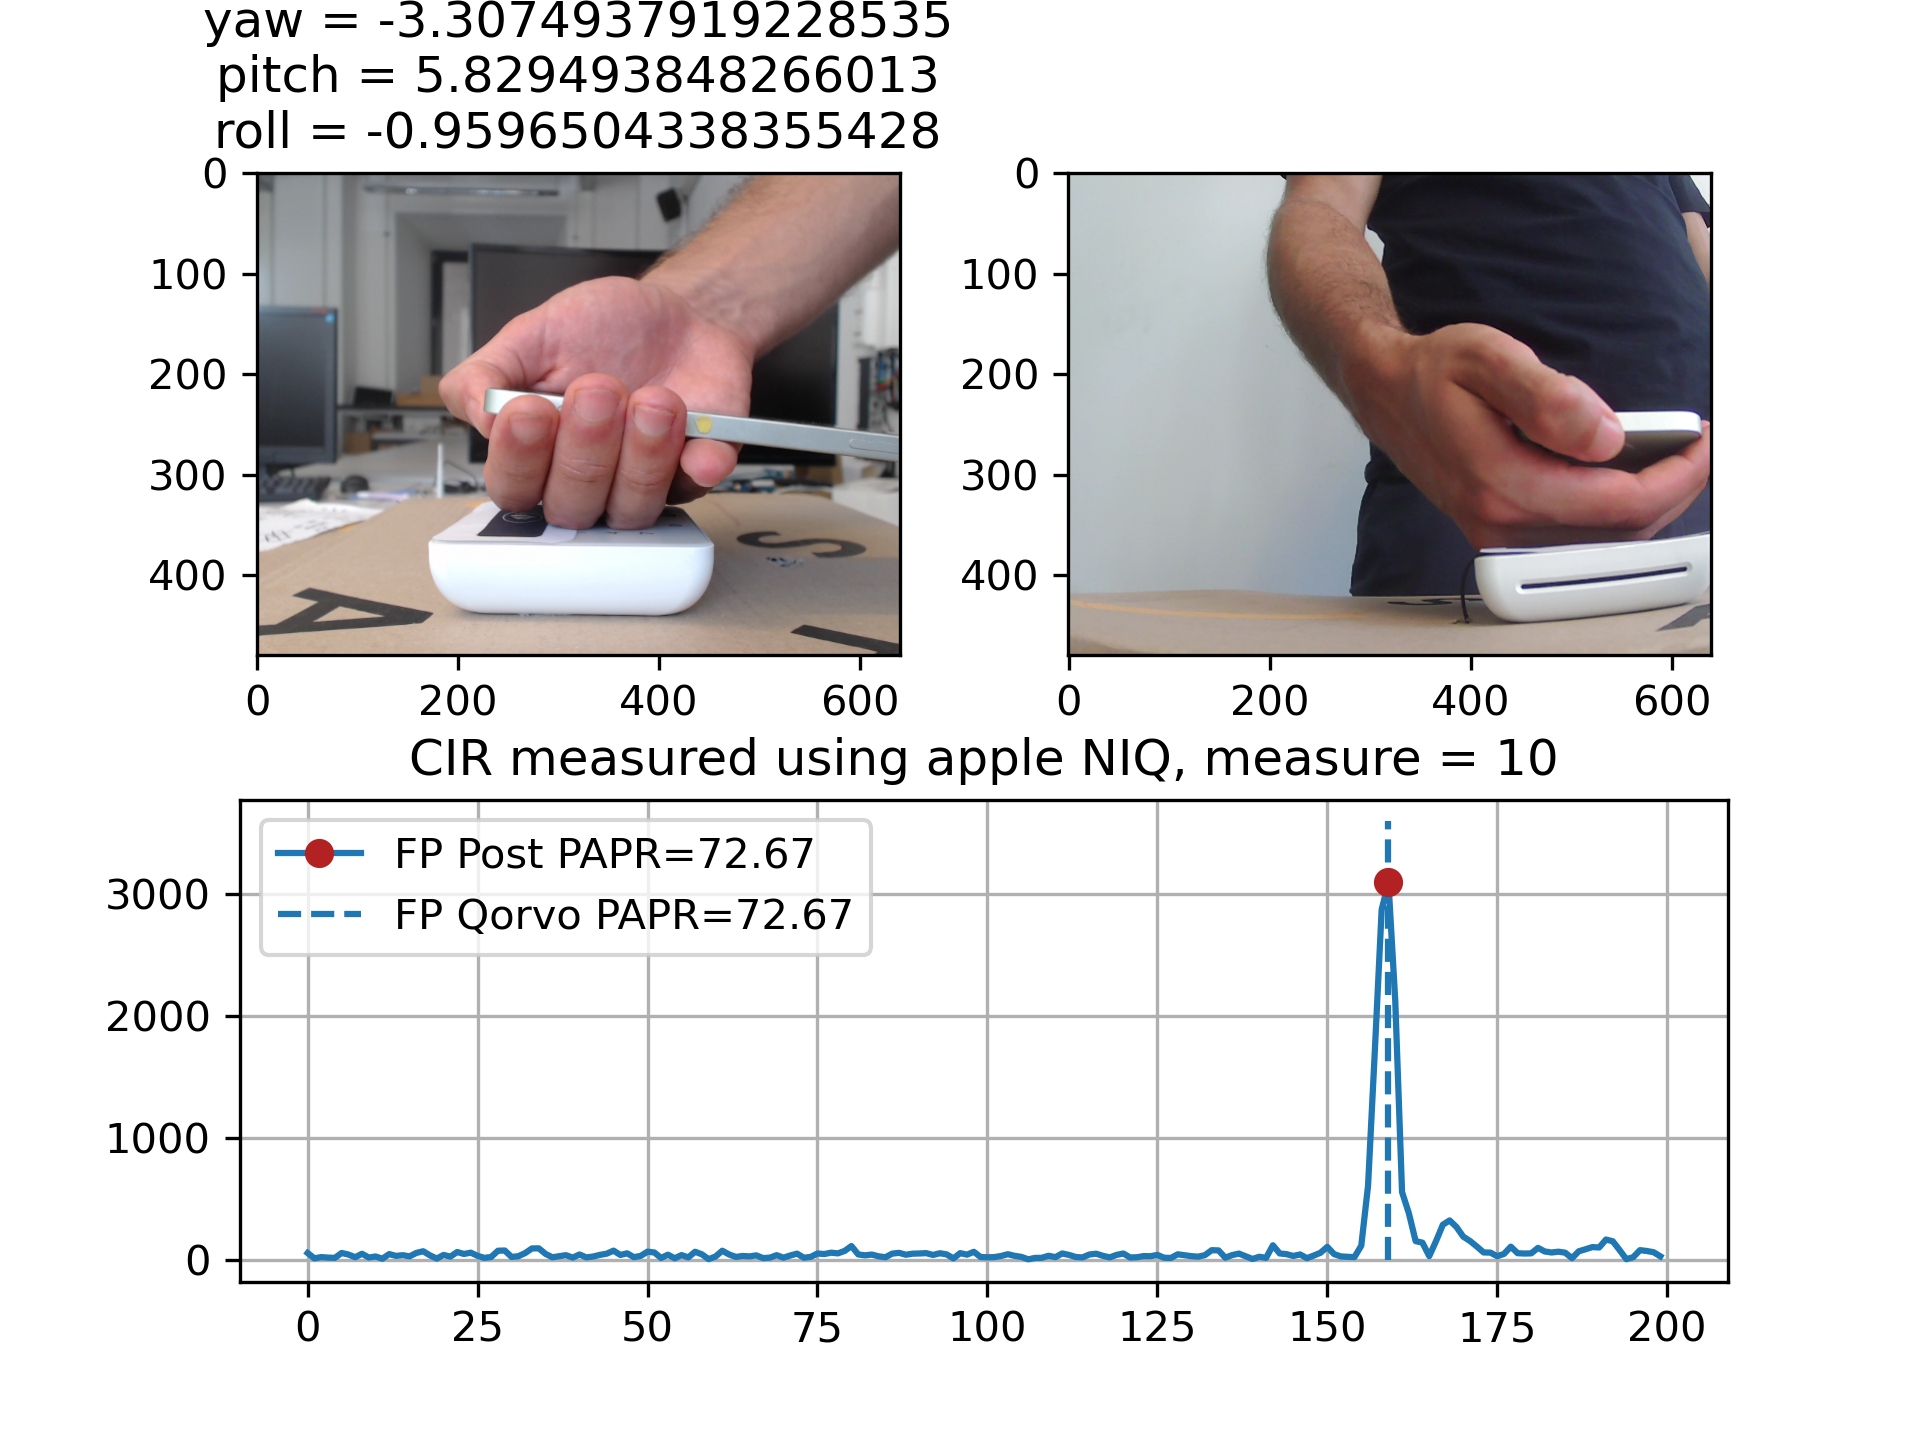 yaw = -3.3074937919228535
pitch = 5.829493848266013
roll = -0.9596504338355428
0
100
200
300
400
0 200 400 600
0
100
200
300
400
0 200 400 600
A
S
CIR measured using apple NIQ, measure = 10
FP Post PAPR=72.67
FP Qorvo PAPR=72.67
3000
2000
1000
0
0 25 50 75 100 125 150 175 200